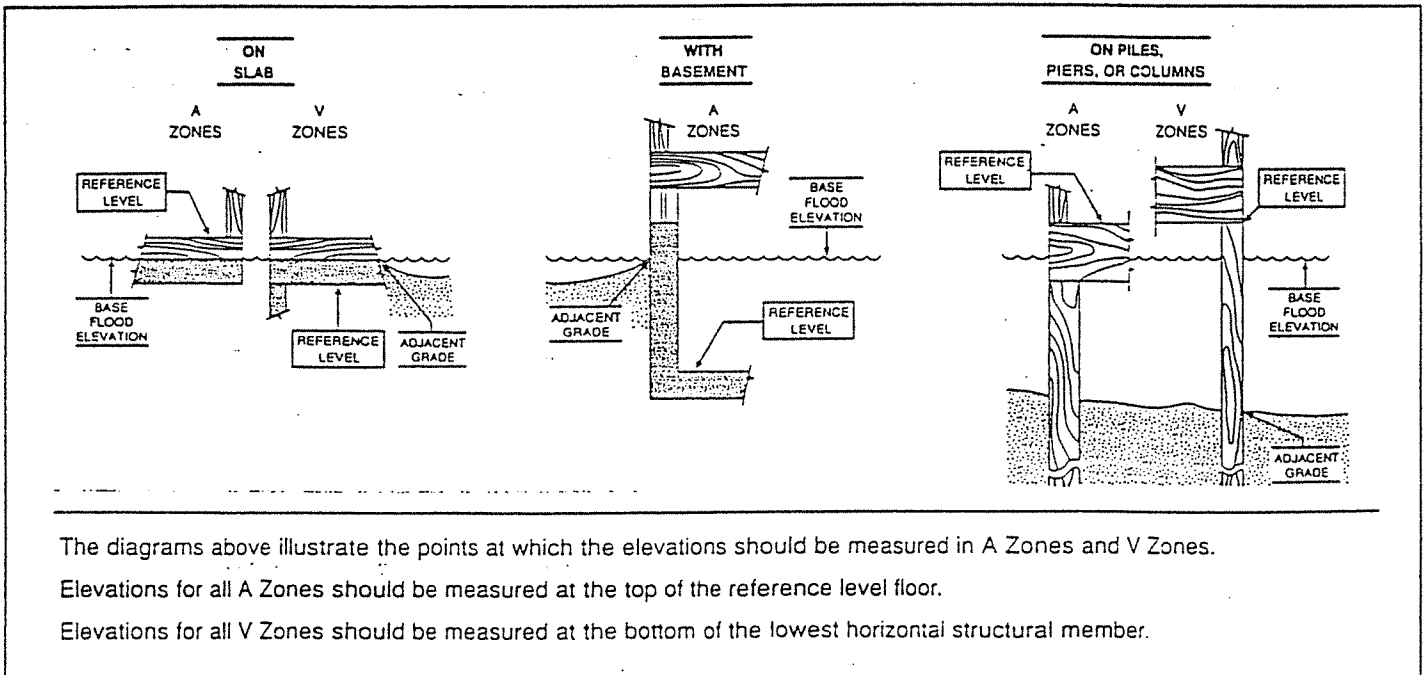 ON
SLAB
A
ZONES
V
ZONES
REFERENCE
LEVEL
BASE
FLOOD
ELEVATION
REFERENCE
LEVEL
ADJACENT
GRADE
WITH
BASEMENT
A
ZONES
BASE
FLOOD
ELEVATION
ADJACENT
GRADE
REFERENCE
LEVEL
ON PILES,
PIERS, OR COLUMNS
A
ZONES
V
ZONES
REFERENCE
LEVEL
REFERENCE
LEVEL
BASE
FLOOD
ELEVATION
ADJACENT
GRADE
The diagrams above illustrate the points at which the elevations should be measured in A Zones and V Zones.
Elevations for all A Zones should be measured at the top of the reference level floor.
Elevations for all V Zones should be measured at the bottom of the lowest horizontal structural member.